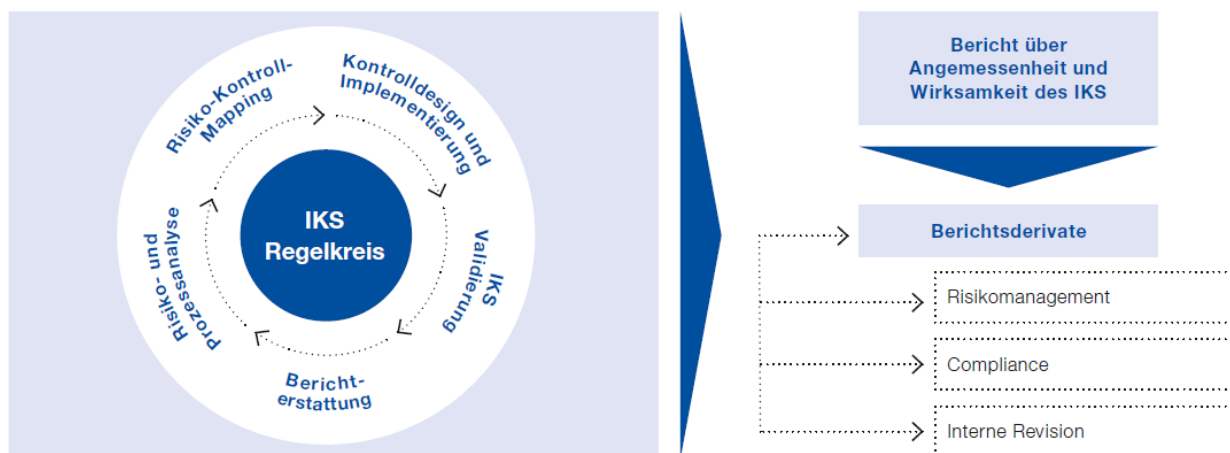 Risiko-Kontroll-
Mapping
Kontrolldesign und
Implementierung
IKS
Validierung
Bericht-
erstattung
Risiko- und
Prozessanalyse
IKS
Regelkreis
Bericht über
Angemessenheit und
Wirksamkeit des IKS
Berichtsderivate
Risikomanagement
Compliance
Interne Revision